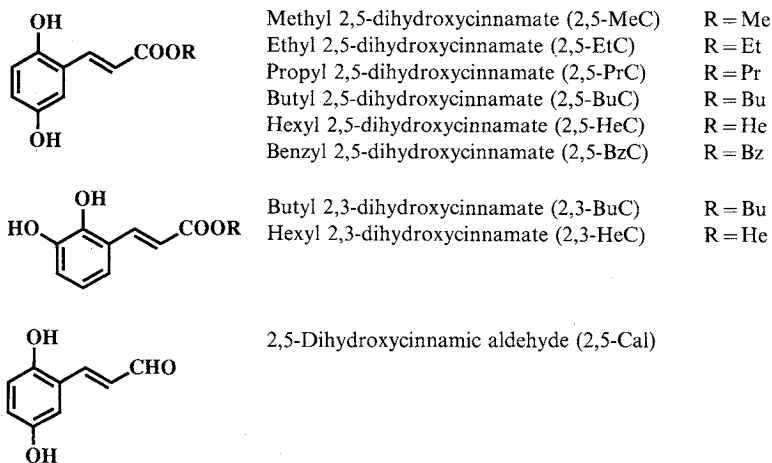 OH
COOR
OH
Methyl 2,5-dihydroxycinnamate (2,5-MeC) R=Me
Ethyl 2,5-dihydroxycinnamate (2,5-EtC) R=Et
Propyl 2,5-dihydroxycinnamate (2,5-PrC) R=Pr
Butyl 2,5-dihydroxycinnamate (2,5-BuC) R=Bu
Hexyl 2,5-dihydroxycinnamate (2,5-HeC) R=He
Benzyl 2,5-dihydroxycinnamate (2,5-BzC) R=Bz
OH
HO
COOR
Butyl 2,3-dihydroxycinnamate (2,3-BuC) R=Bu
Hexyl 2,3-dihydroxycinnamate (2,3-HeC) R=He
OH
CHO
OH
2,5-Dihydroxycinnamic aldehyde (2,5-Cal)